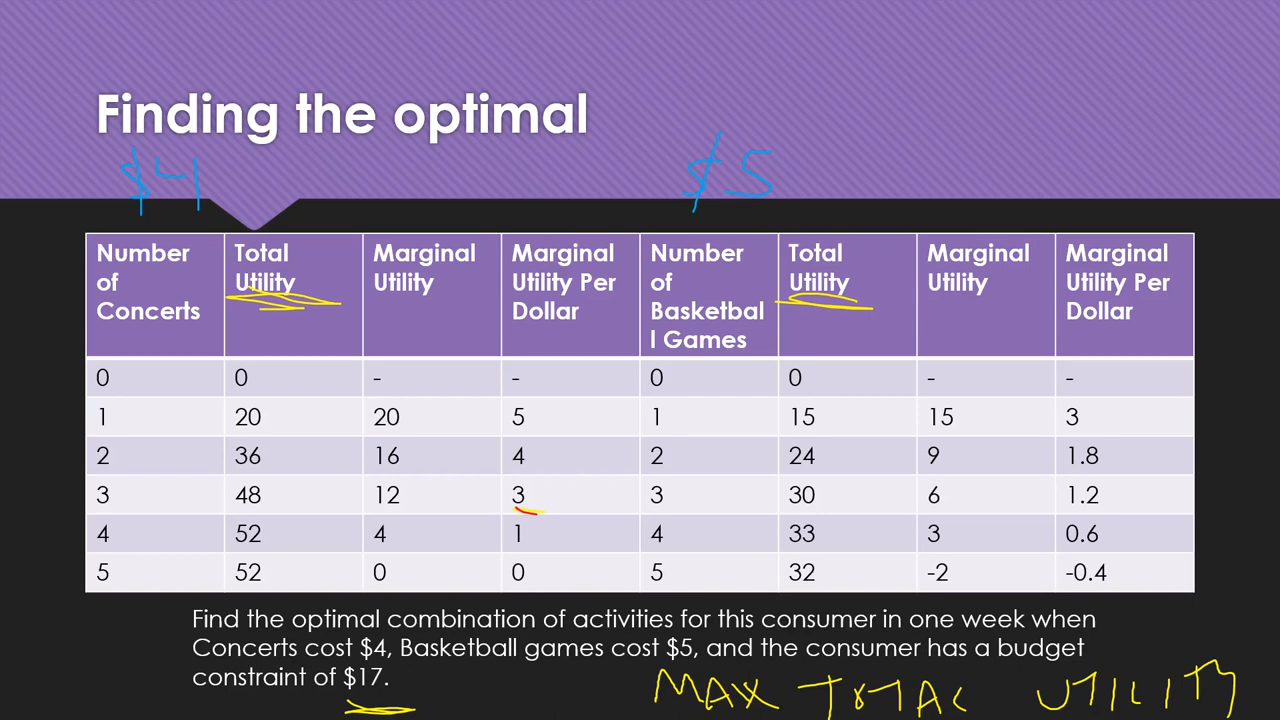 Finding the optimal
$4 $5
Number of Concerts Total Utility Marginal Utility Marginal Utility Per Dollar Number of Basketbal l Games Total Utility Marginal Utility Marginal Utility Per Dollar
0 0 - - 0 0 - -
1 20 20 5 1 15 15 3
2 36 16 4 2 24 9 1.8
3 48 12 3 3 30 6 1.2
4 52 4 1 4 33 3 0.6
5 52 0 0 5 32 -2 -0.4
Find the optimal combination of activities for this consumer in one week when
Concerts cost $4, Basketball games cost $5, and the consumer has a budget
constraint of $17.
MAX TOTAL UTILITY